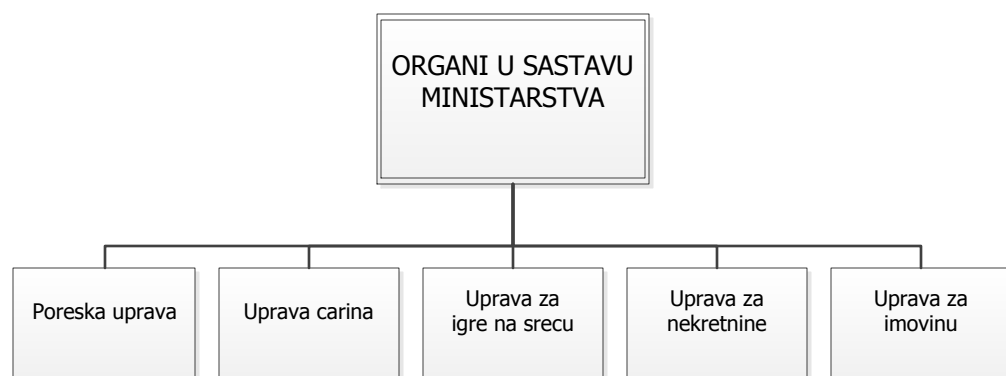 ORGANI U SASTAVU
MINISTARSTVA
Poreska uprava
Uprava carina
Uprava za
igre na srecu
Uprava za
nekretnine
Uprava za
imovinu